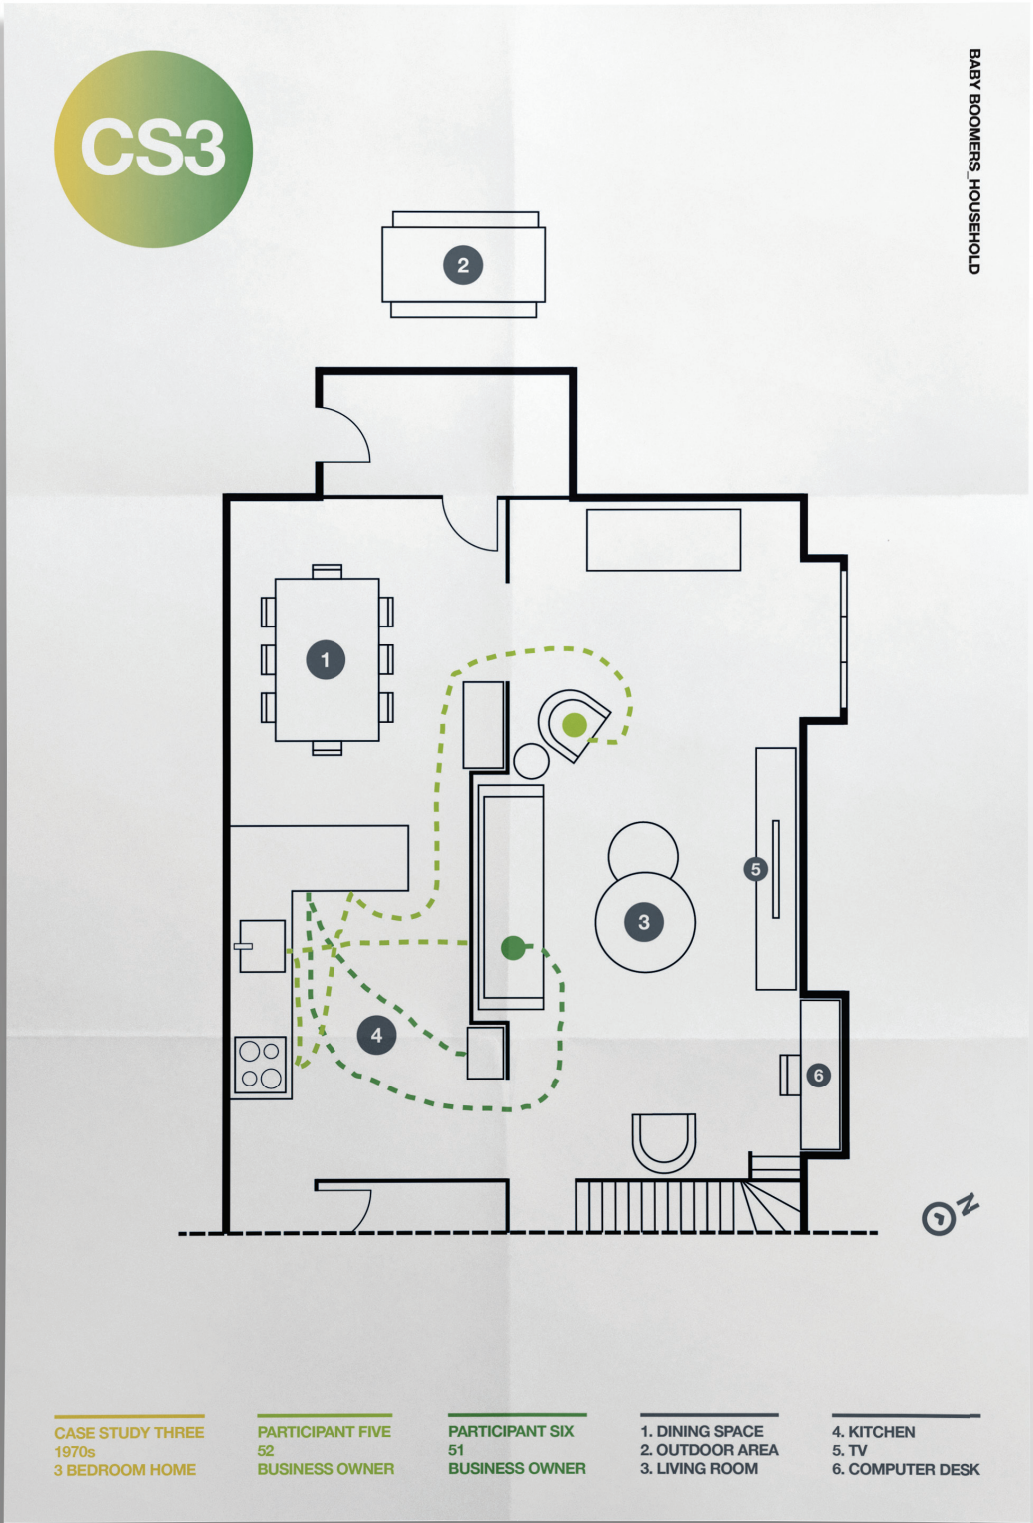 CS3
BABY BOOMERS_HOUSEHOLD
2
1
5
3
4
6
N
CASE STUDY THREE
1970s
3 BEDROOM HOME
PARTICIPANT FIVE
52
BUSINESS OWNER
PARTICIPANT SIX
51
BUSINESS OWNER
1. DINING SPACE
2. OUTDOOR AREA
3. LIVING ROOM
4. KITCHEN
5. TV
6. COMPUTER DESK